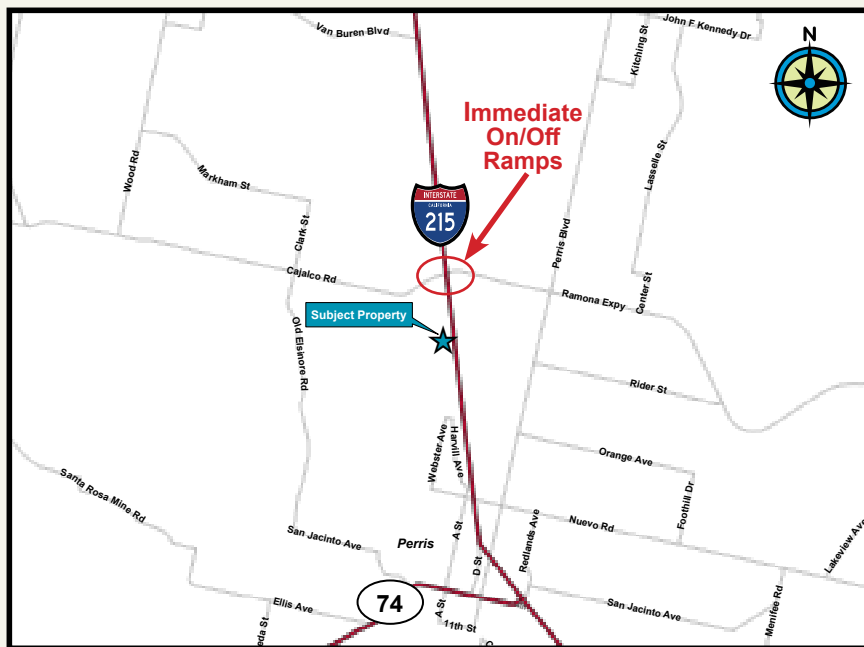 Van Buren Blvd
John F Kennedy Dr
N
Kitching St
Immediate
On/Off
Ramps
Wood Rd
Markham St
Lasselle St
INTERSTATE
CALIFORNIA
215
Clark St
Perris Blvd
Cajalco Rd
Center St
Ramona Expy
Subject Property
Old Elsinore Rd
Rider St
Webster Ave
Harvill Ave
Orange Ave
Santa Rosa Mine Rd
Foothill Dr
Nuevo Rd
A St
San Jacinto Ave
Perris
D St
Redlands Ave
Lakeview Av
74
Ellis Ave
A St
San Jacinto Ave
Menifee Rd
11th St
eda St